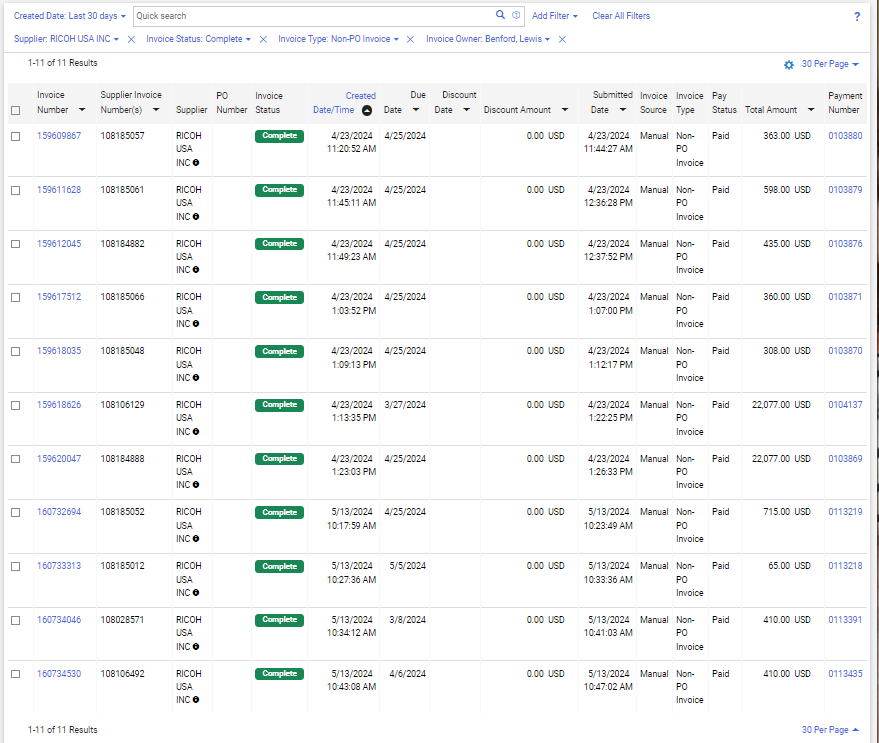 Created Date: Last 30 days Quick search Add Filter Clear All Filters ?
Supplier: RICOH USA INC Invoice Status: Complete Invoice Type: Non-PO Invoice Invoice Owner: Benford, Lewis
1-11 of 11 Results 30 Per Page
Invoice Number Supplier Invoice Number(s) Supplier PO Number Invoice Status Created Date/Time Due Date Discount Date Discount Amount Submitted Date Invoice Source Invoice Type Pay Status Total Amount Payment Number
159609867 108185057 RICOH USA INC Complete 4/23/2024 11:20:52 AM 4/25/2024 0.00 USD 4/23/2024 11:44:27 AM Manual Non-PO Invoice Paid 363.00 USD 0103880
159611628 108185061 RICOH USA INC Complete 4/23/2024 11:45:11 AM 4/25/2024 0.00 USD 4/23/2024 12:36:28 PM Manual Non-PO Invoice Paid 598.00 USD 0103879
159612045 108184882 RICOH USA INC Complete 4/23/2024 11:49:23 AM 4/25/2024 0.00 USD 4/23/2024 12:37:52 PM Manual Non-PO Invoice Paid 435.00 USD 0103876
159617512 108185066 RICOH USA INC Complete 4/23/2024 1:03:52 PM 4/25/2024 0.00 USD 4/23/2024 1:07:00 PM Manual Non-PO Invoice Paid 360.00 USD 0103871
159618035 108185048 RICOH USA INC Complete 4/23/2024 1:09:13 PM 4/25/2024 0.00 USD 4/23/2024 1:12:17 PM Manual Non-PO Invoice Paid 308.00 USD 0103870
159618626 108106129 RICOH USA INC Complete 4/23/2024 1:13:35 PM 3/27/2024 0.00 USD 4/23/2024 1:22:25 PM Manual Non-PO Invoice Paid 22,077.00 USD 0104137
159620047 108184888 RICOH USA INC Complete 4/23/2024 1:23:03 PM 4/25/2024 0.00 USD 4/23/2024 1:26:33 PM Manual Non-PO Invoice Paid 22,077.00 USD 0103869
160732694 108185052 RICOH USA INC Complete 5/13/2024 10:17:59 AM 4/25/2024 0.00 USD 5/13/2024 10:23:49 AM Manual Non-PO Invoice Paid 715.00 USD 0113219
160733313 108185012 RICOH USA INC Complete 5/13/2024 10:27:36 AM 5/5/2024 0.00 USD 5/13/2024 10:33:36 AM Manual Non-PO Invoice Paid 65.00 USD 0113218
160734046 108028571 RICOH USA INC Complete 5/13/2024 10:34:12 AM 3/8/2024 0.00 USD 5/13/2024 10:41:03 AM Manual Non-PO Invoice Paid 410.00 USD 0113391
160734530 108106492 RICOH USA INC Complete 5/13/2024 10:43:08 AM 4/6/2024 0.00 USD 5/13/2024 10:47:02 AM Manual Non-PO Invoice Paid 410.00 USD 0113435
1-11 of 11 Results 30 Per Page